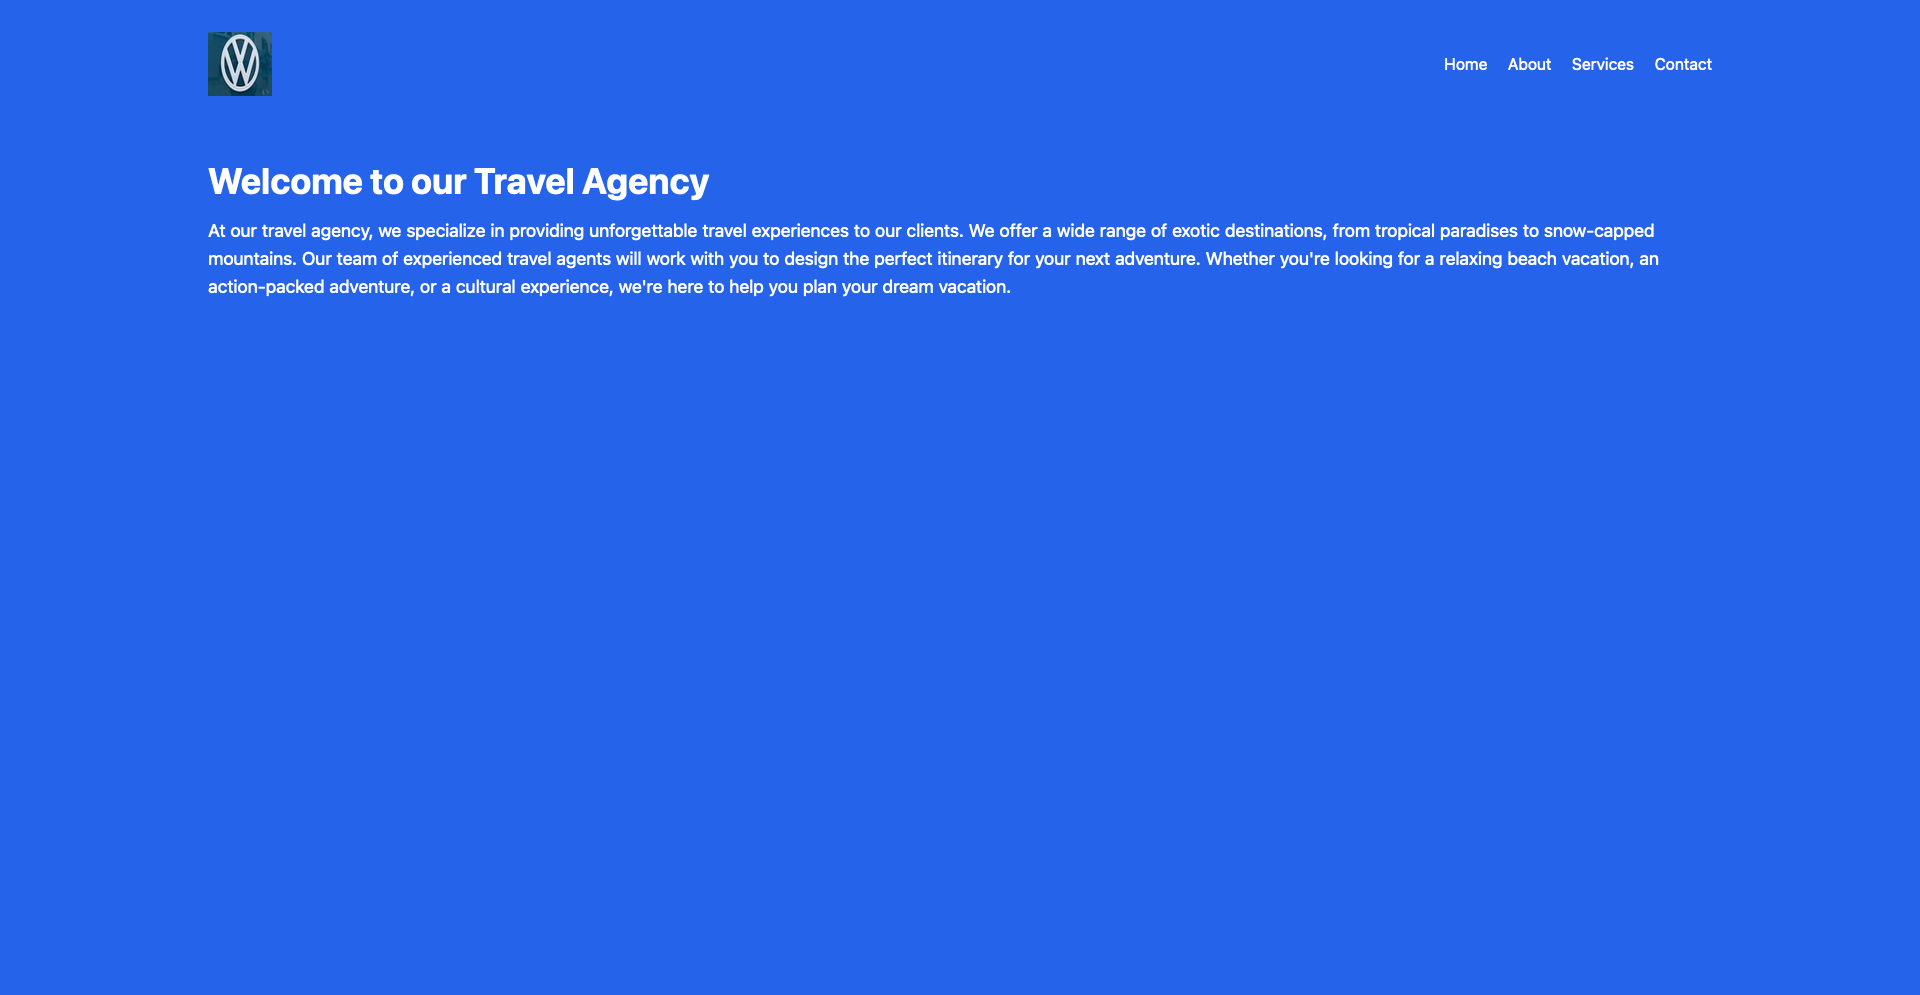 Home About Services Contact
Welcome to our Travel Agency
At our travel agency, we specialize in providing unforgettable travel experiences to our clients. We offer a wide range of exotic destinations, from tropical paradises to snow-capped
mountains. Our team of experienced travel agents will work with you to design the perfect itinerary for your next adventure. Whether you're looking for a relaxing beach vacation, an
action-packed adventure, or a cultural experience, we're here to help you plan your dream vacation.